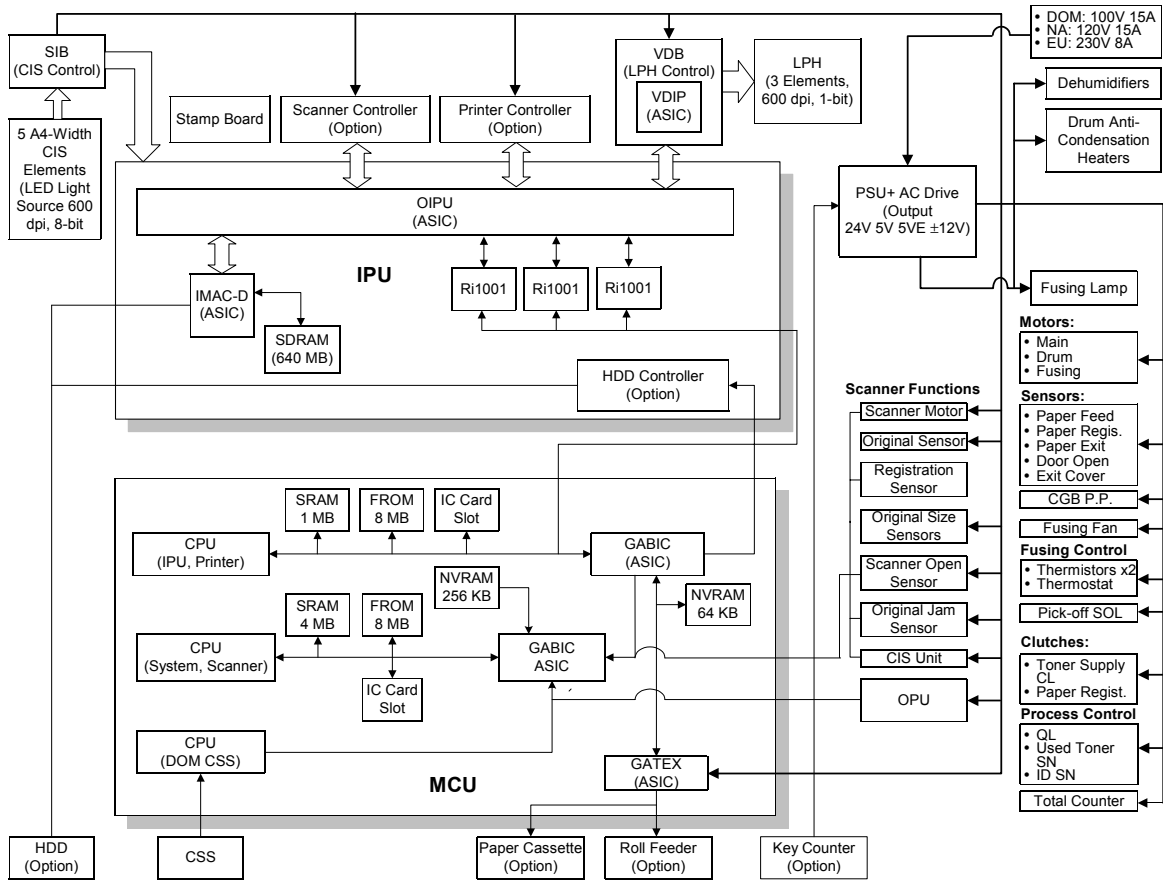 SIB
(CIS Control)
5 A4-Width
CIS
Elements
(LED Light
Source 600
dpi, 8-bit
Stamp Board
Scanner Controller
(Option)
Printer Controller
(Option)
VDB
(LPH Control)
VDIP
(ASIC)
LPH
(3 Elements,
600 dpi, 1-bit)
• DOM: 100V 15A
• NA: 120V 15A
• EU: 230V 8A
Dehumidifiers
Drum Anti-
Condensation
Heaters
PSU+ AC Drive
(Output
24V 5V 5VE ±12V)
Fusing Lamp
OIPU
(ASIC)
IPU
IMAC-D
(ASIC)
SDRAM
(640 MB)
Ri1001
Ri1001
Ri1001
HDD Controller
(Option)
Scanner Functions
Scanner Motor
Original Sensor
Registration
Sensor
Original Size
Sensors
Scanner Open
Sensor
Original Jam
Sensor
CIS Unit
OPU
Motors:
• Main
• Drum
• Fusing
Sensors:
• Paper Feed
• Paper Regis.
• Paper Exit
• Door Open
• Exit Cover
CGB P.P.
Fusing Fan
Fusing Control
• Thermistors x2
• Thermostat
Pick-off SOL
Clutches:
• Toner Supply
CL
• Paper Regist.
Process Control
• QL
• Used Toner
SN
• ID SN
Total Counter
SRAM
1 MB
FROM
8 MB
IC Card
Slot
CPU
(IPU, Printer)
GABIC
(ASIC)
NVRAM
256 KB
NVRAM
64 KB
SRAM
4 MB
FROM
8 MB
CPU
(System, Scanner)
GABIC
ASIC
IC Card
Slot
CPU
(DOM CSS)
MCU
GATEX
(ASIC)
HDD
(Option)
CSS
Paper Cassette
(Option)
Roll Feeder
(Option)
Key Counter
(Option)